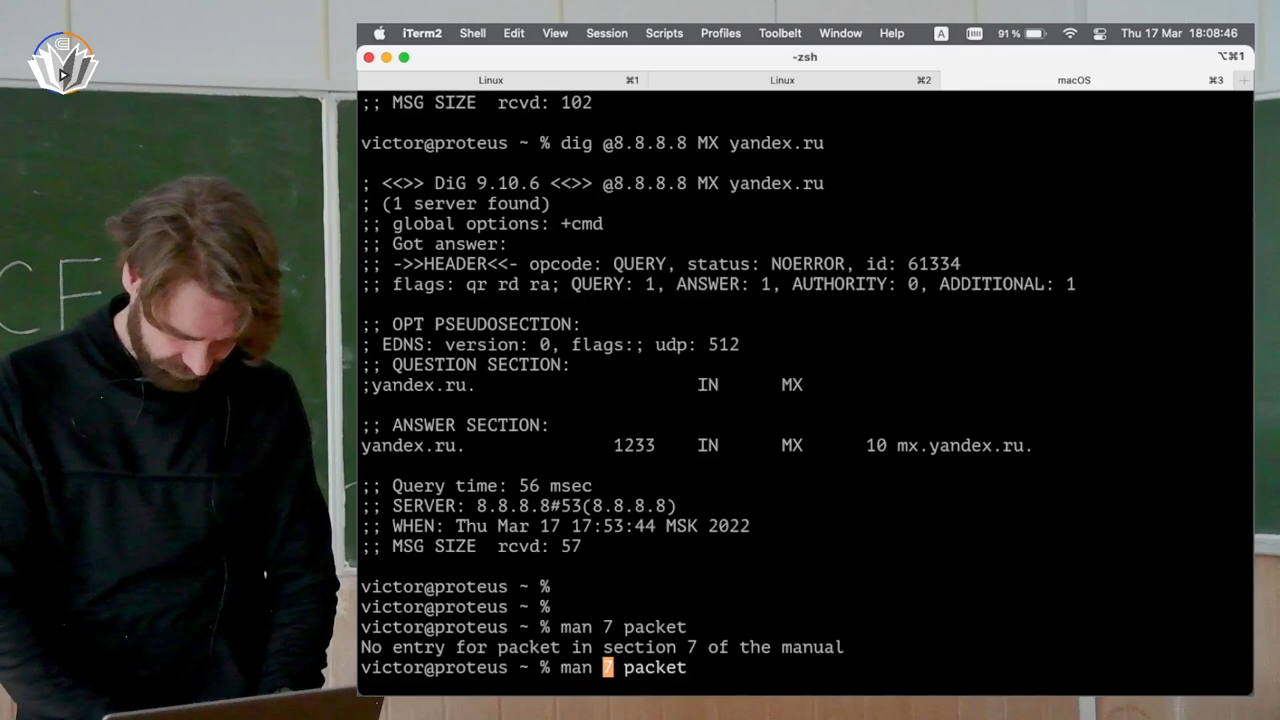 iTerm2 Shell Edit View Session Scripts Profiles Toolbelt Window Help A 91% Thu 17 Mar 18:08:46
-zsh ⌥⌘1
Linux ⌘1 Linux ⌘2 macOS ⌘3
;; MSG SIZE  rcvd: 102
victor@proteus ~ % dig @8.8.8.8 MX yandex.ru
; <<>> DiG 9.10.6 <<>> @8.8.8.8 MX yandex.ru
; (1 server found)
;; global options: +cmd
;; Got answer:
;; ->>HEADER<<- opcode: QUERY, status: NOERROR, id: 61334
;; flags: qr rd ra; QUERY: 1, ANSWER: 1, AUTHORITY: 0, ADDITIONAL: 1
;; OPT PSEUDOSECTION:
; EDNS: version: 0, flags:; udp: 512
;; QUESTION SECTION:
;yandex.ru. IN MX
;; ANSWER SECTION:
yandex.ru. 1233 IN MX 10 mx.yandex.ru.
;; Query time: 56 msec
;; SERVER: 8.8.8.8#53(8.8.8.8)
;; WHEN: Thu Mar 17 17:53:44 MSK 2022
;; MSG SIZE  rcvd: 57
victor@proteus ~ %
victor@proteus ~ %
victor@proteus ~ % man 7 packet
No entry for packet in section 7 of the manual
victor@proteus ~ % man 7 packet
CF